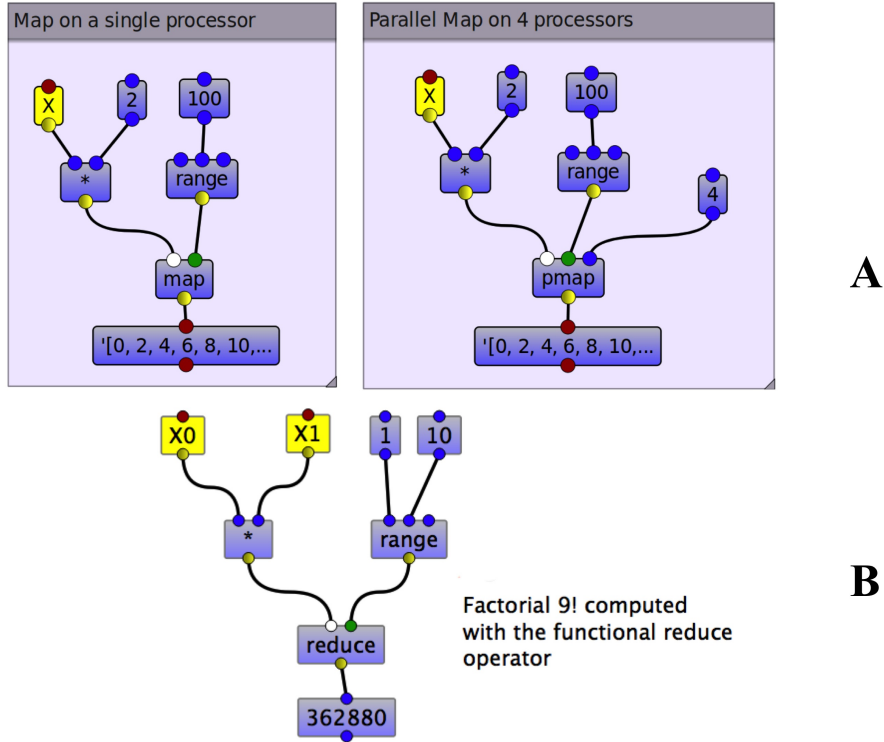 Map on a single processor
X
2
100
*
range
map
'[0, 2, 4, 6, 8, 10,...
Parallel Map on 4 processors
X
2
100
*
range
4
pmap
'[0, 2, 4, 6, 8, 10,...
A
X0
X1
1
10
*
range
reduce
362880
Factorial 9! computed
with the functional reduce
operator
B